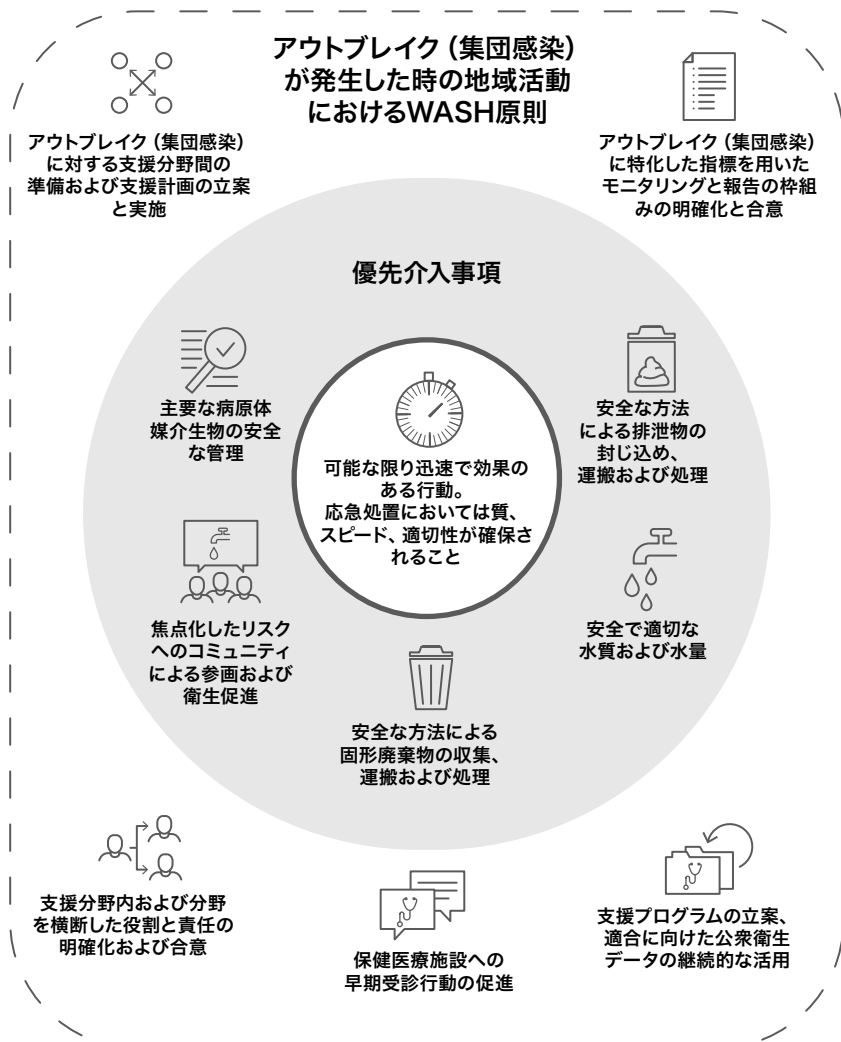 アウトブレイク（集団感染）
が発生した時の地域活動
におけるWASH原則
アウトブレイク（集団感染）
に対する支援分野間の
準備および支援計画の立案
と実施
アウトブレイク（集団感染）
に特化した指標を用いた
モニタリングと報告の枠組
みの明確化と合意
優先介入事項
主要な病原体
媒介生物の安全
な管理
可能な限り迅速で効果の
ある行動。
応急処置においては質、
スピード、適切性が確保さ
れること
安全な方法
による排泄物の
封じ込め、
運搬および処理
焦点化したリスク
へのコミュニティ
による参画および
衛生促進
安全で適切な
水質および水量
安全な方法による
固形廃棄物の収集、
運搬および処理
支援分野内および分野
を横断した役割と責任の
明確化および合意
保健医療施設への
早期受診行動の促進
支援プログラムの立案、
適合に向けた公衆衛生
データの継続的な活用